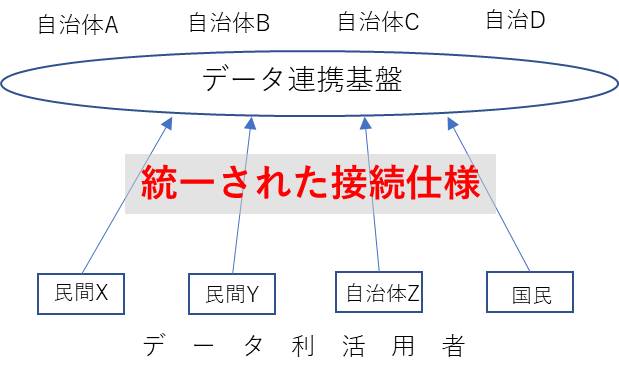 自治体A 自治体B 自治体C 自治D
データ連携基盤
統一された接続仕様
民間X 民間Y 自治体Z 国民
データ利活用者